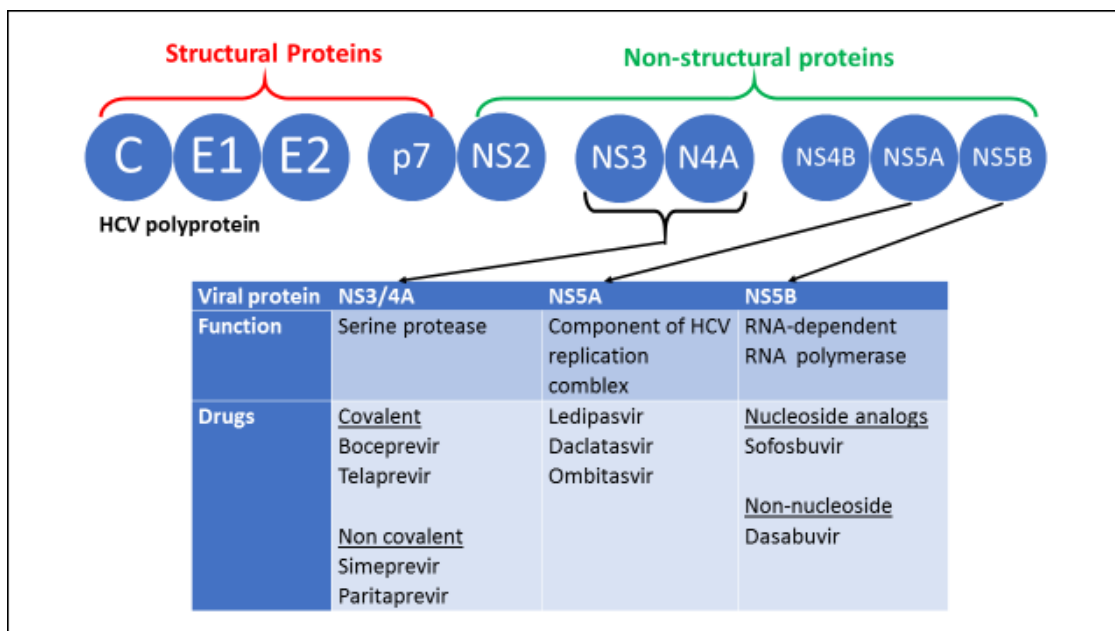 Structural Proteins
Non-structural proteins
C E1 E2 p7 NS2 NS3 N4A NS4B NS5A NS5B
HCV polyprotein
Viral protein NS3/4A NS5A NS5B
Function Serine protease Component of HCV RNA-dependent
replication RNA polymerase
comblex
Drugs Covalent Ledipasvir Nucleoside analogs
Boceprevir Daclatasvir Sofosbuvir
Telaprevir Ombitasvir
Non-nucleoside
Non covalent Dasabuvir
Simeprevir
Paritaprevir